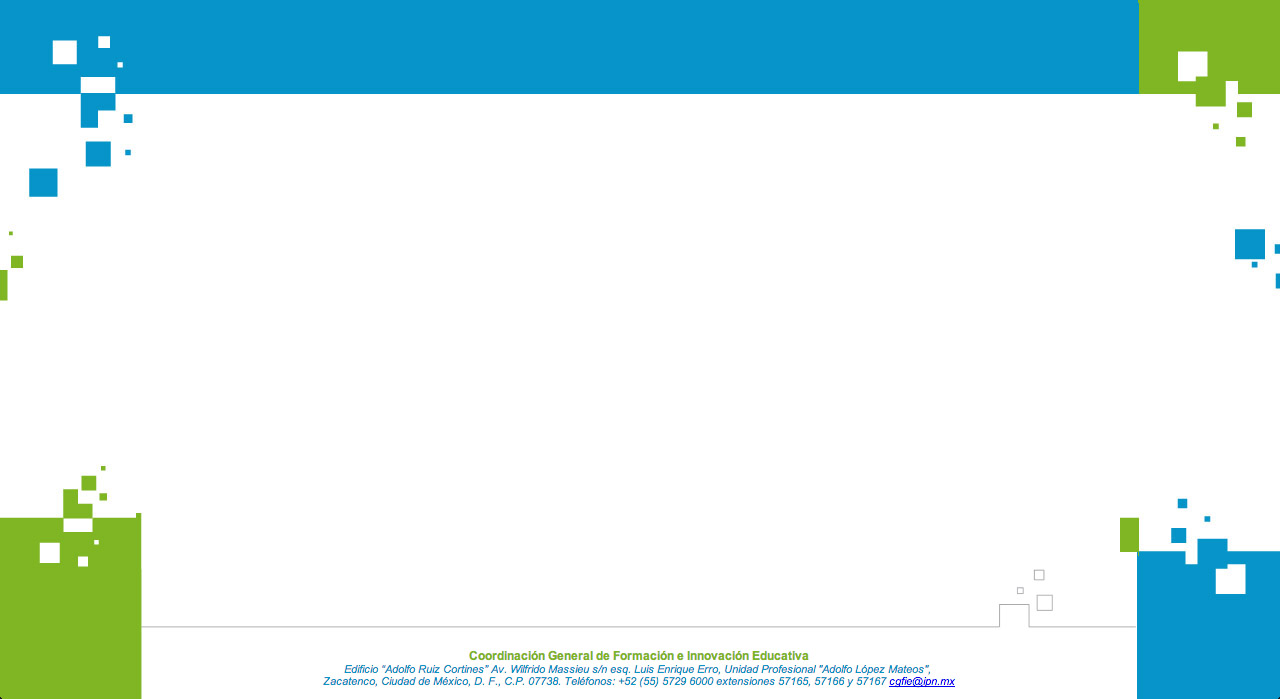 Coordinación General de Formación e Innovación Educativa
Edificio "Adolfo Ruiz Cortines" Av. Wilfrido Massieu s/n esq. Luis Enrique Erro, Unidad Profesional "Adolfo López Mateos",
Zacatenco, Ciudad de México, D. F., C.P. 07738. Teléfonos: +52 (55) 5729 6000 extensiones 57165, 57166 y 57167 cgfie@ipn.mx